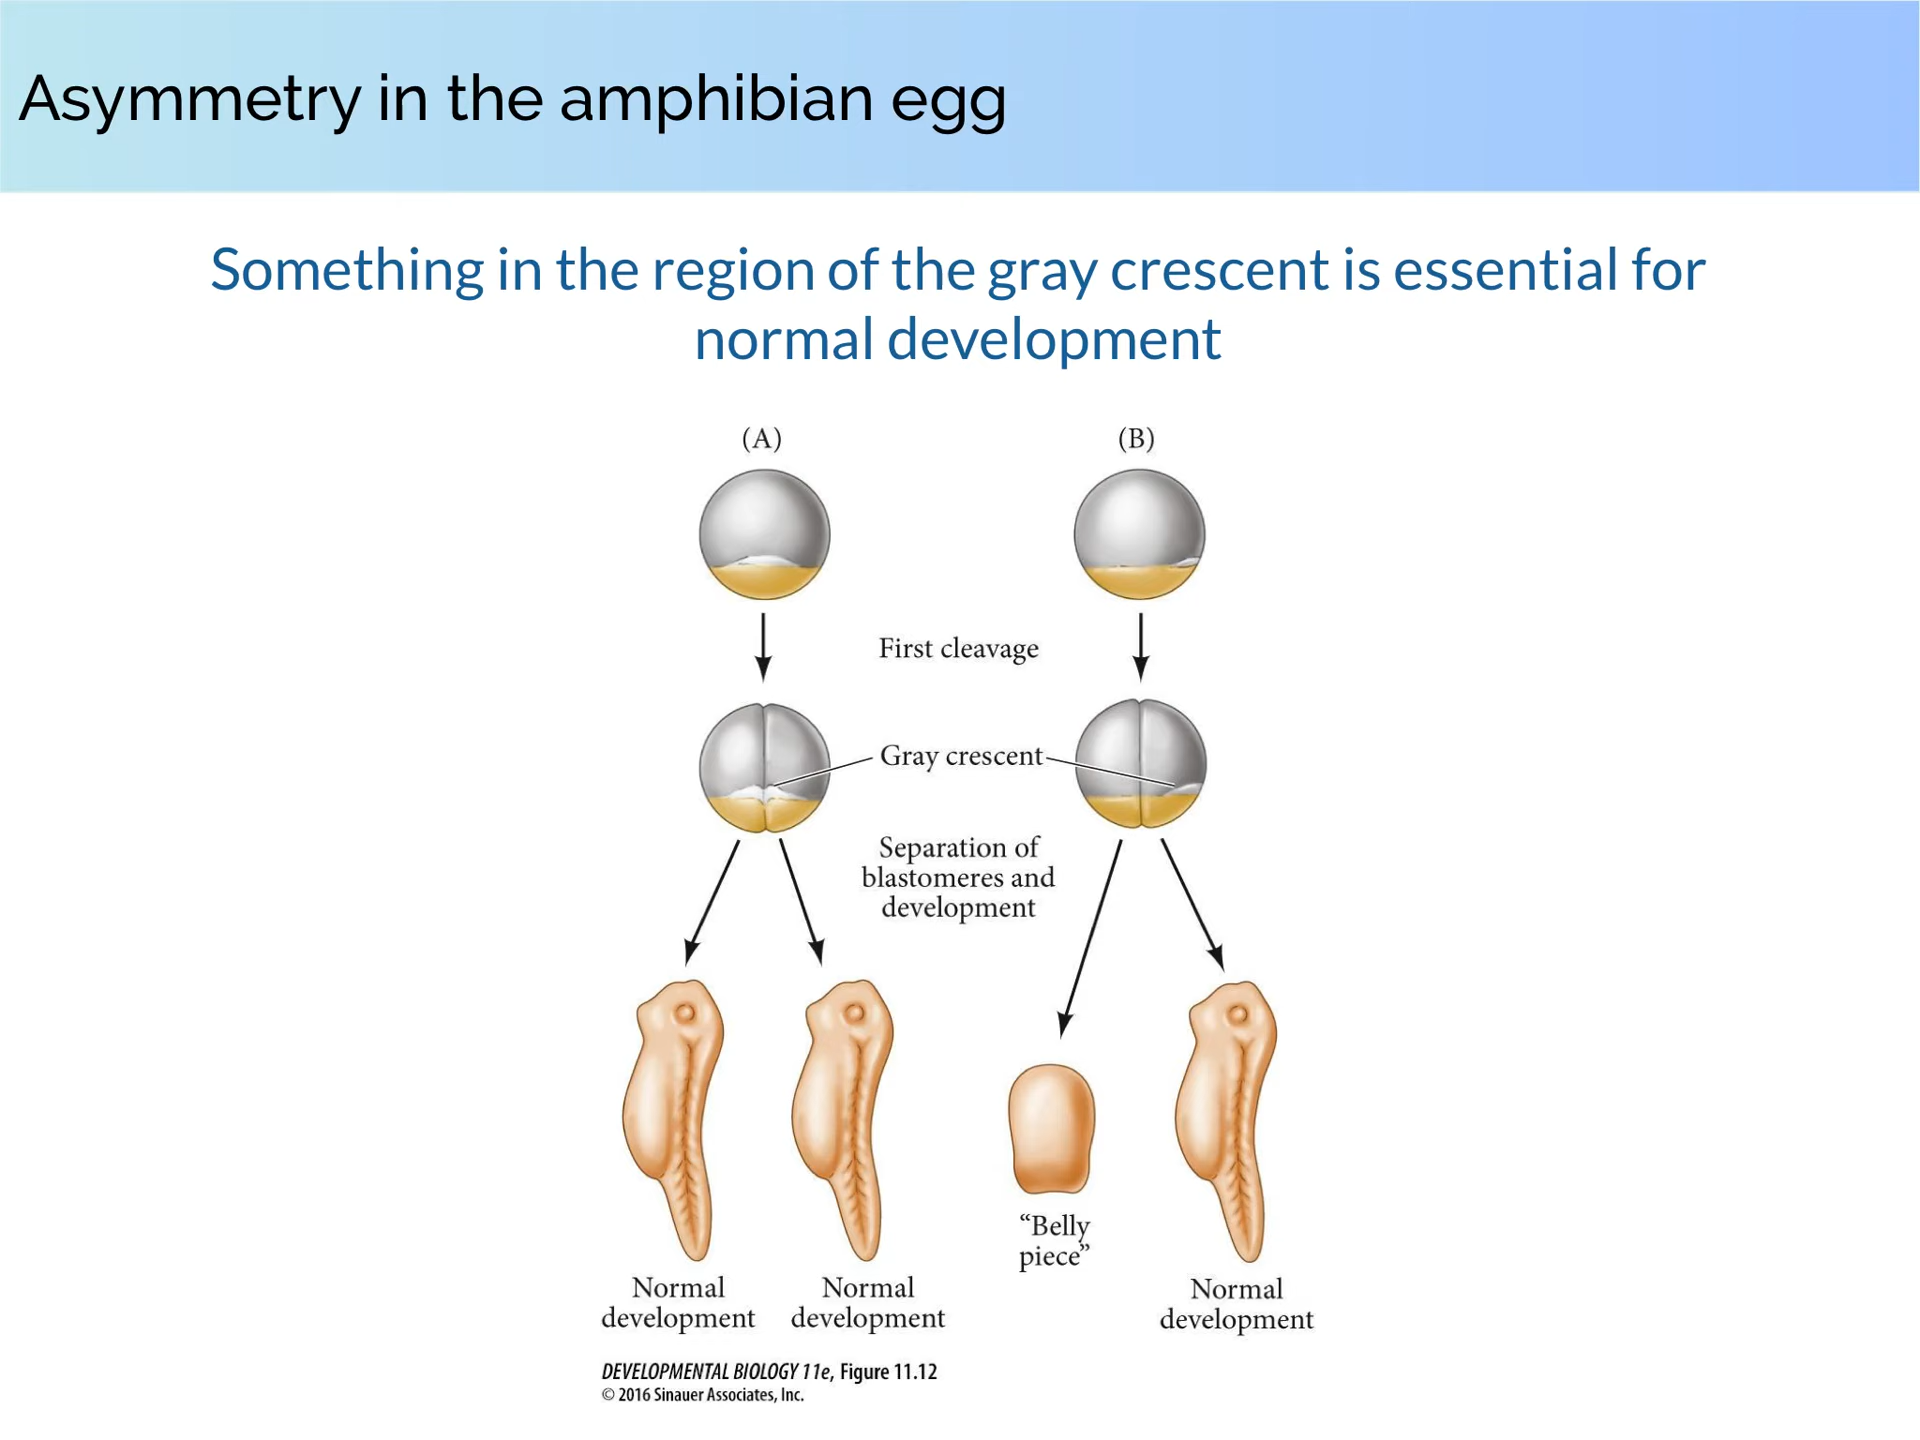 Asymmetry in the amphibian egg
Something in the region of the gray crescent is essential for
normal development
(A)
(B)
First cleavage
Gray crescent
Separation of
blastomeres and
development
“Belly
piece”
Normal
development
Normal
development
Normal
development
DEVELOPMENTAL BIOLOGY 11e, Figure 11.12
© 2016 Sinauer Associates, Inc.